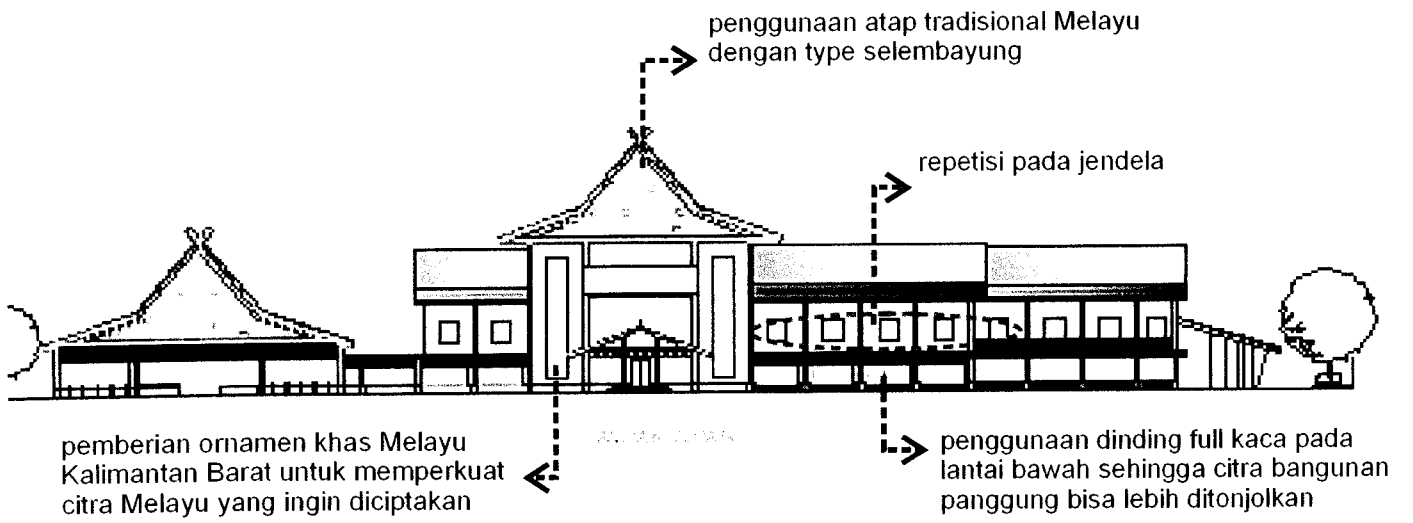 penggunaan atap tradisional Melayu
dengan type selembayung
repetisi pada jendela
pemberian ornamen khas Melayu
Kalimantan Barat untuk memperkuat
citra Melayu yang ingin diciptakan
penggunaan dinding full kaca pada
lantai bawah sehingga citra bangunan
panggung bisa lebih ditonjolkan